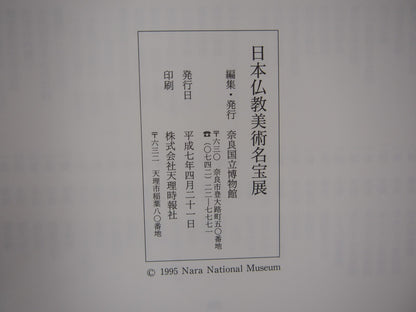 日本仏教美術名宝展
編集・発行　奈良国立博物館
〒六三〇　奈良市登大路町五〇番地
☎(〇七四二)二二―七七七一
発行日　平成七年四月二十一日
印刷　株式会社天理時報社
〒六三二　天理市稲葉八〇番地
© 1995 Nara National Museum